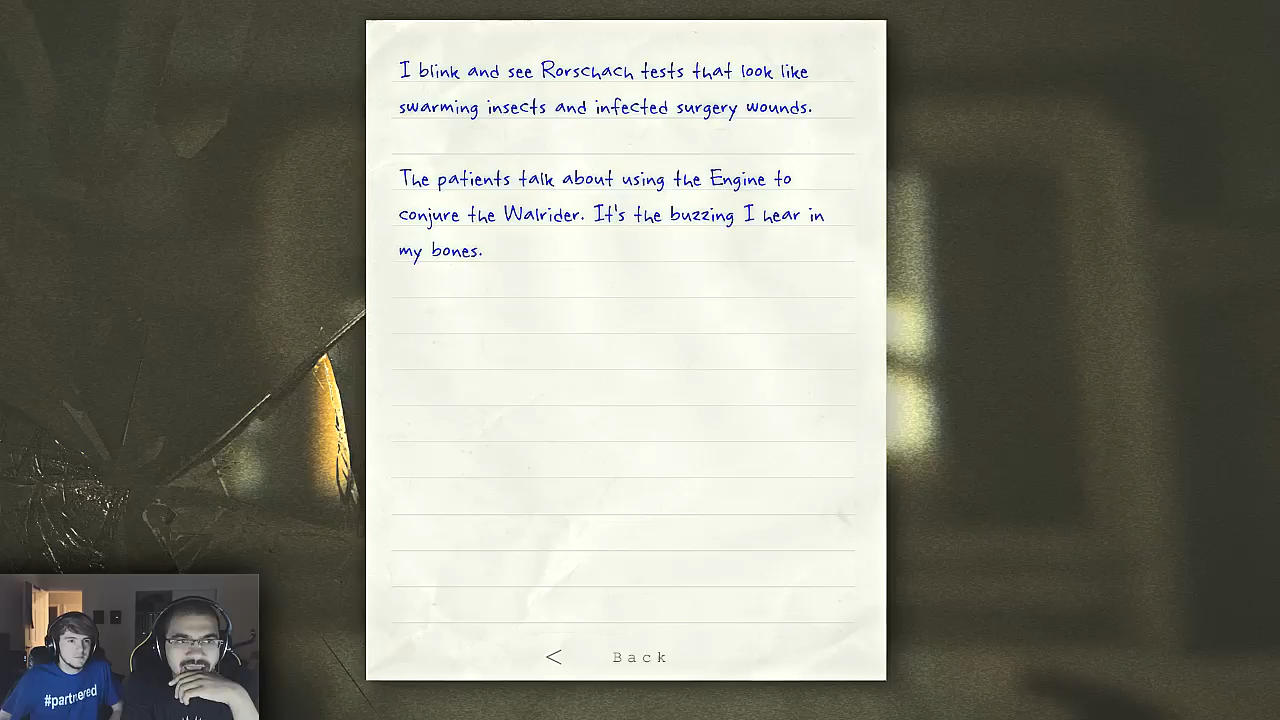 I blink and see Rorschach tests that look like
swarming insects and infected surgery wounds.
The patients talk about using the Engine to
conjure the Walrider. It's the buzzing I hear in
my bones.
< Back
#partnered